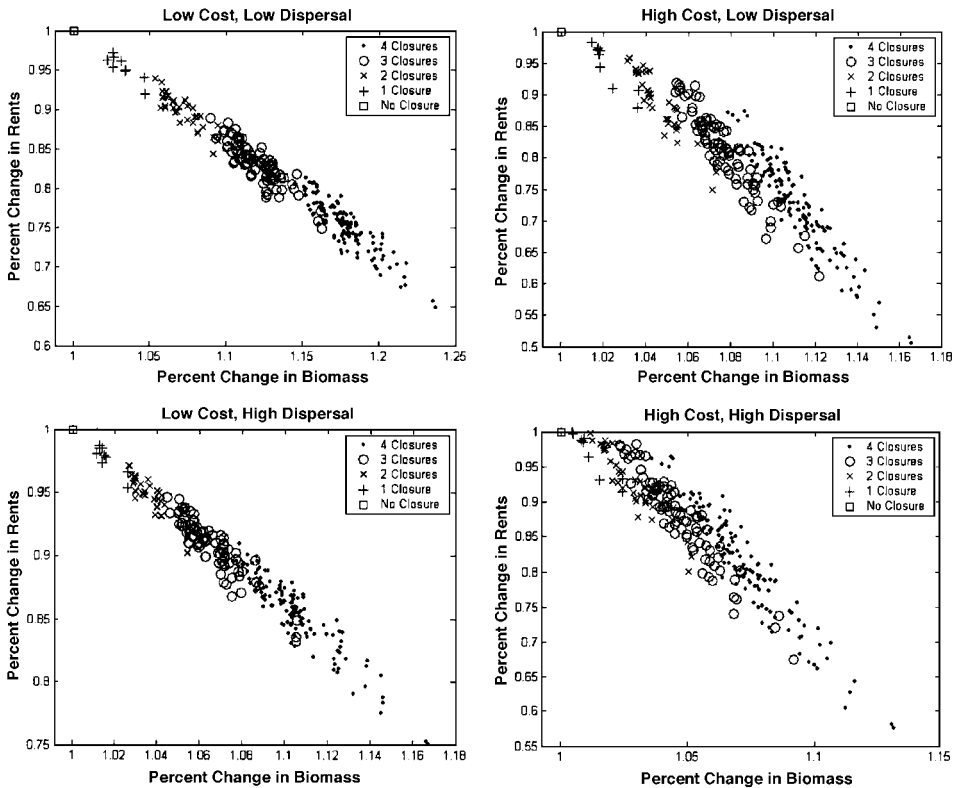 Low Cost, Low Dispersal
Percent Change in Rents
1
0.95
0.9
0.85
0.8
0.75
0.7
0.65
0.6
4 Closures
3 Closures
2 Closures
1 Closure
No Closure
1
1.05
1.1
1.15
1.2
1.25
Percent Change in Biomass
High Cost, Low Dispersal
Percent Change in Rents
1
0.95
0.9
0.85
0.8
0.75
0.7
0.65
0.6
0.55
0.5
4 Closures
3 Closures
2 Closures
1 Closure
No Closure
1
1.02
1.04
1.06
1.08
1.1
1.12
1.14
1.16
1.18
Percent Change in Biomass
Low Cost, High Dispersal
Percent Change in Rents
1
0.95
0.9
0.85
0.8
0.75
4 Closures
3 Closures
2 Closures
1 Closure
No Closure
1
1.02
1.04
1.06
1.08
1.1
1.12
1.14
1.16
1.18
Percent Change in Biomass
High Cost, High Dispersal
Percent Change in Rents
1
0.95
0.9
0.85
0.8
0.75
0.7
0.65
0.6
0.55
4 Closures
3 Closures
2 Closures
1 Closure
No Closure
1
1.05
1.1
1.15
Percent Change in Biomass